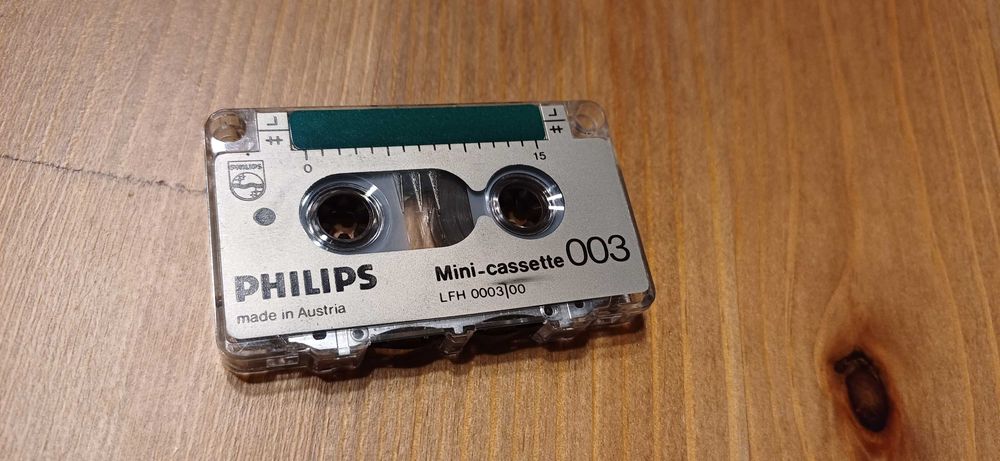 0 15
PHILIPS
PHILIPS
Mini-cassette 003
made in Austria
LFH 0003|00